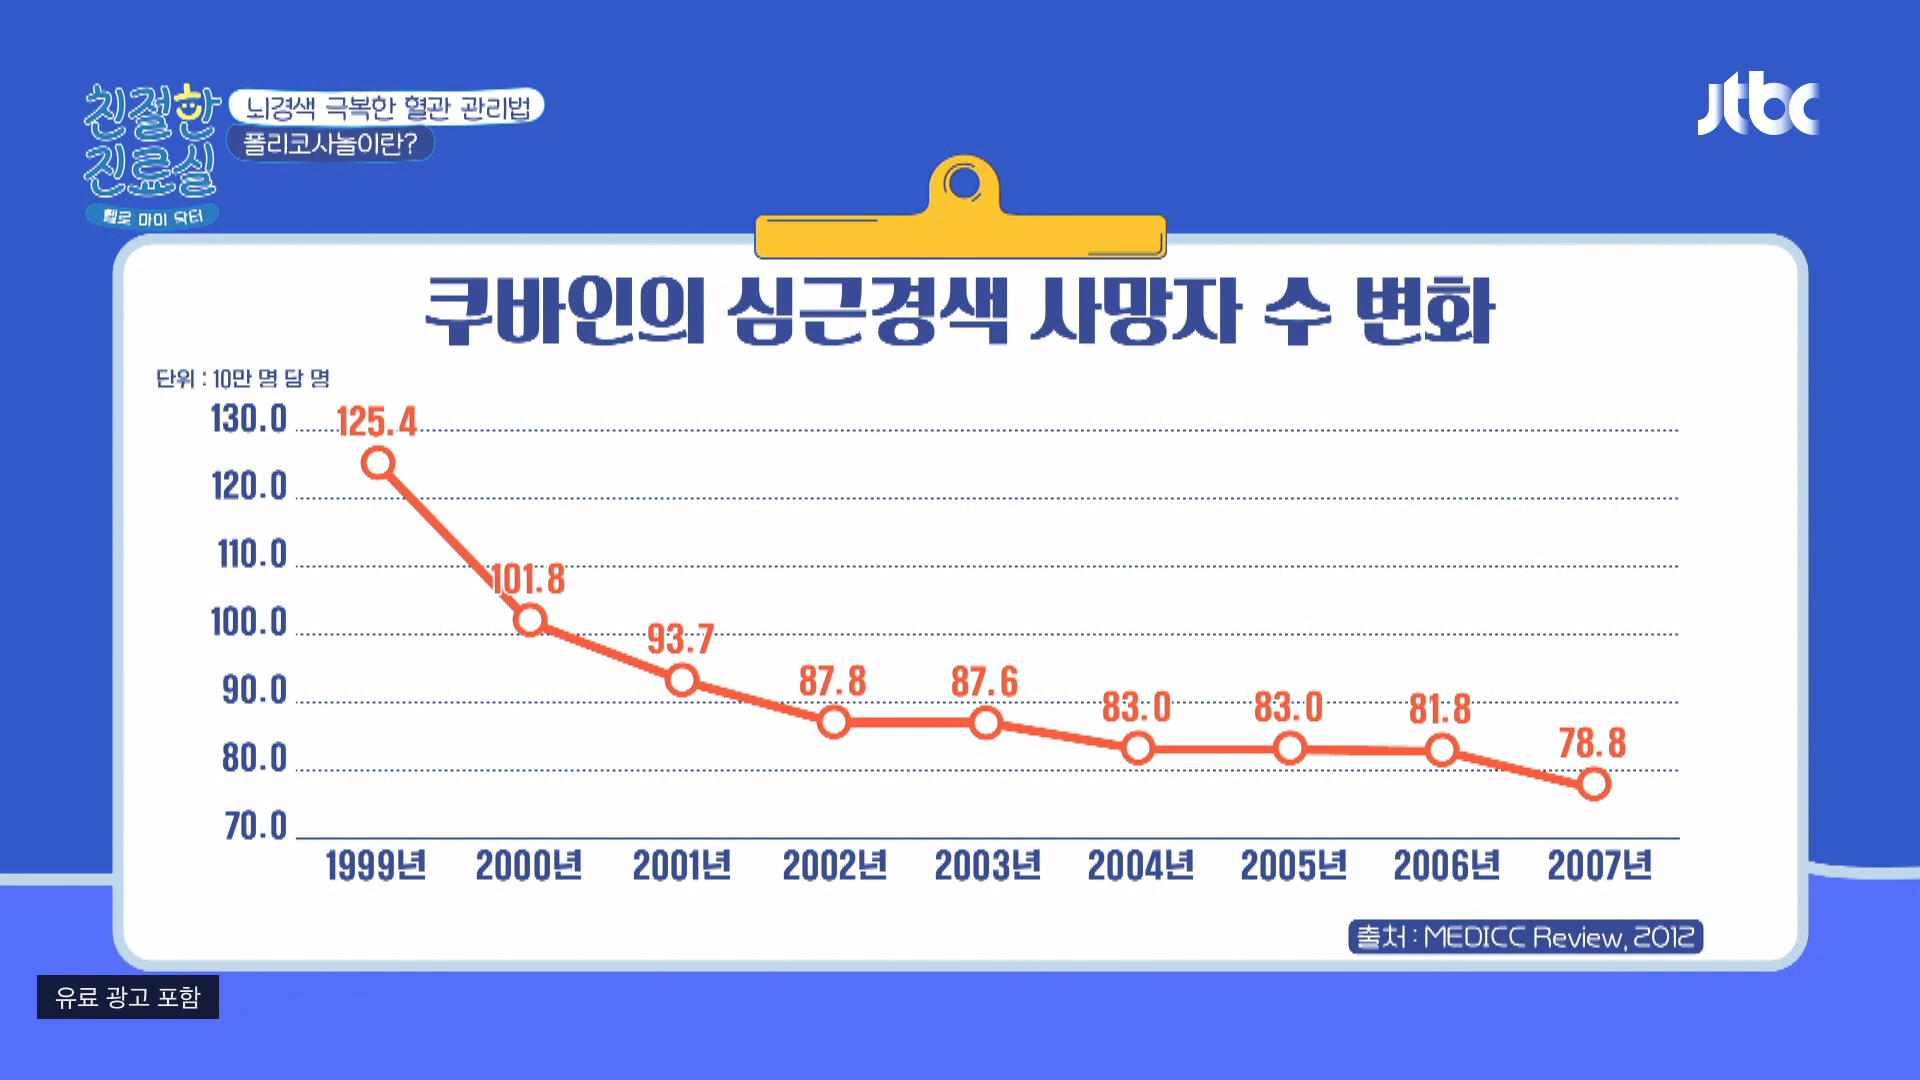 친절한
진료실
헬로 마이 닥터
뇌경색 극복한 혈관 관리법
폴리코사놀이란?
jtbc
쿠바인의 심근경색 사망자 수 변화
단위 : 10만 명 담 명
130.0
120.0
110.0
100.0
90.0
80.0
70.0
125.4
101.8
93.7
87.8
87.6
83.0
83.0
81.8
78.8
1999년 2000년 2001년 2002년 2003년 2004년 2005년 2006년 2007년
출처 : MEDICC Review, 2012
유료 광고 포함